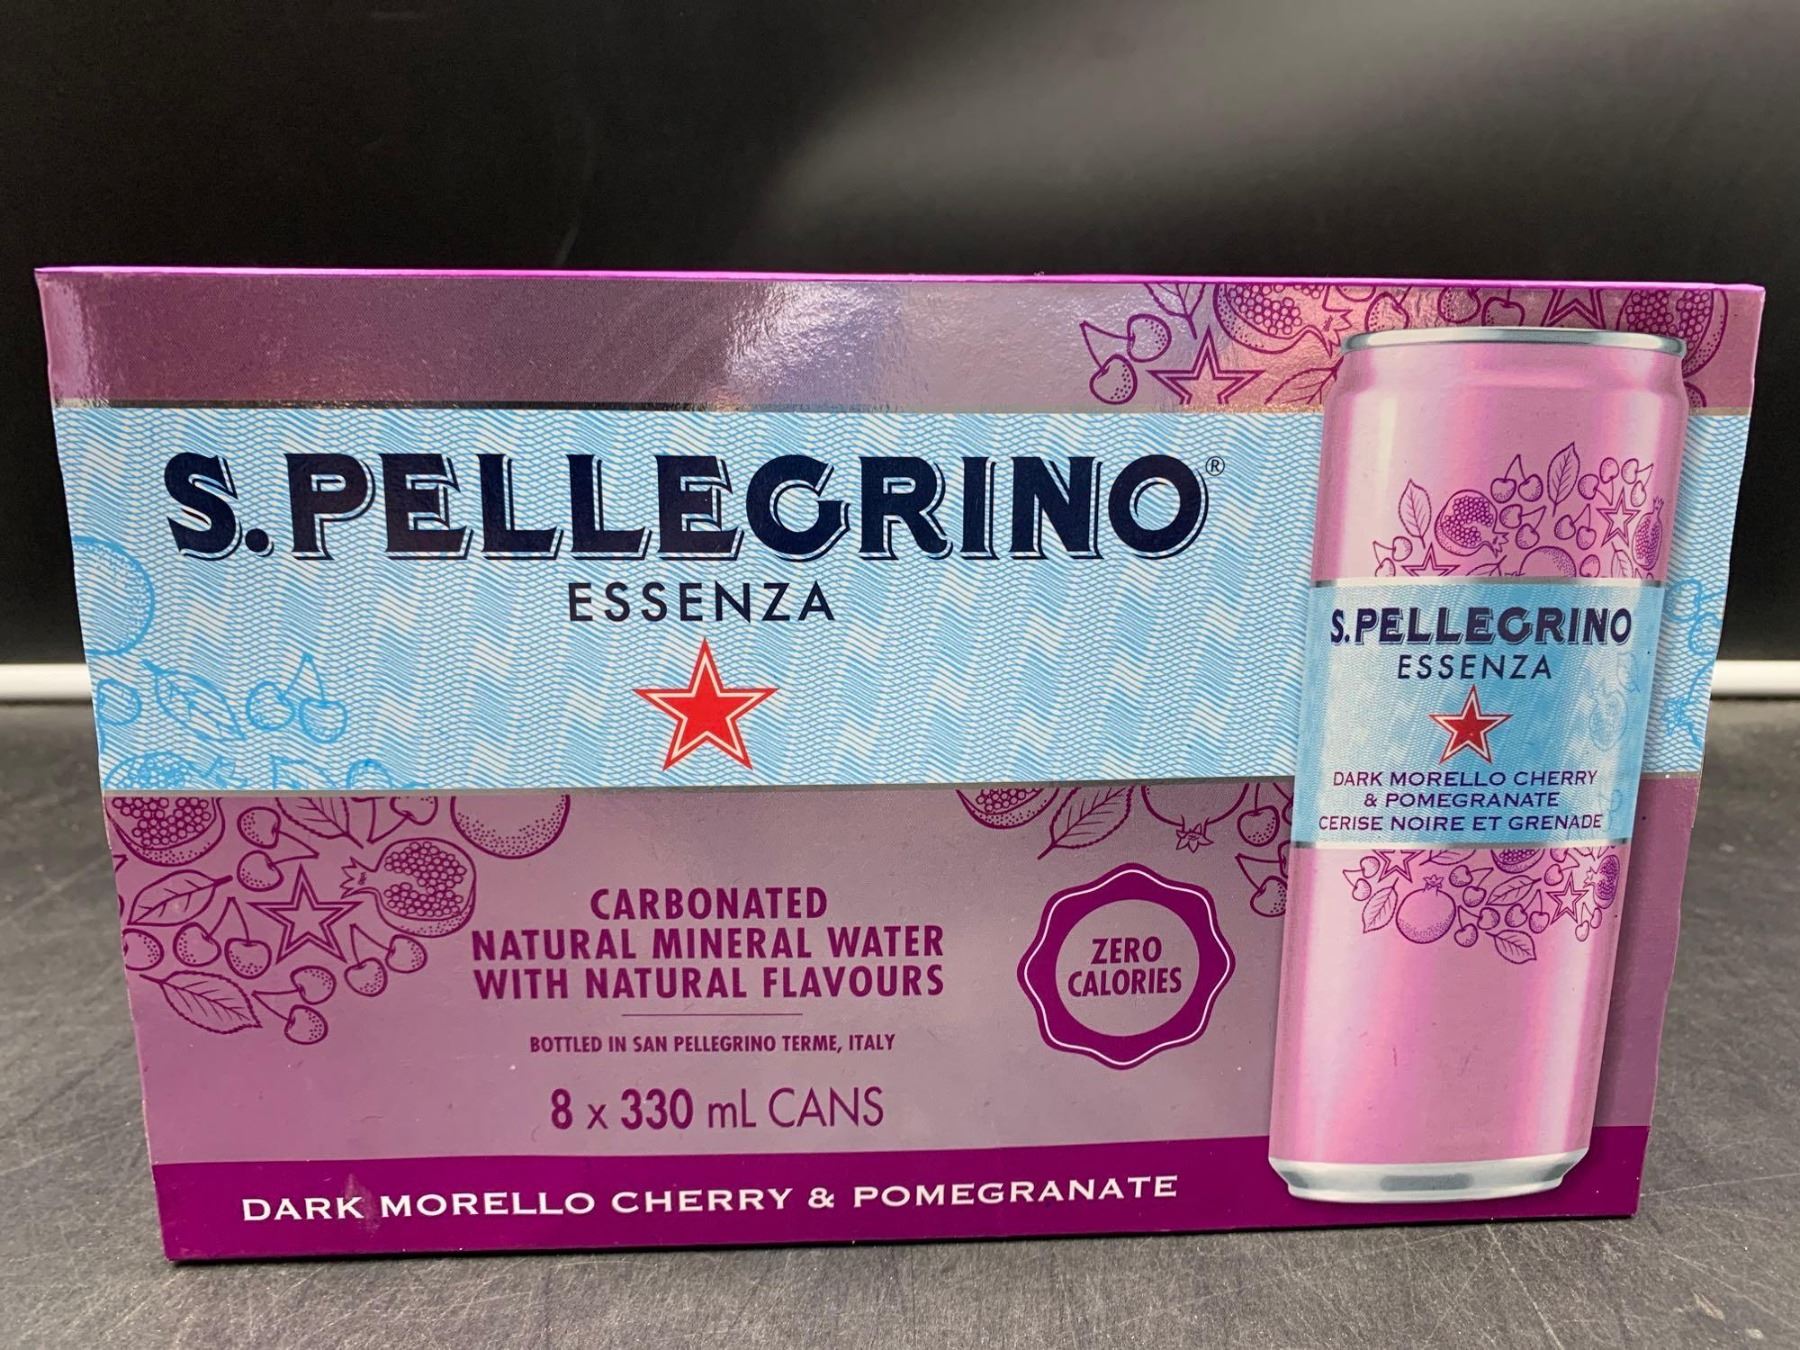 S.PELLEGRINO®
ESSENZA
CARBONATED
NATURAL MINERAL WATER
WITH NATURAL FLAVOURS
BOTTLED IN SAN PELLEGRINO TERME, ITALY
8 x 330 mL CANS
ZERO
CALORIES
DARK MORELLO CHERRY & POMEGRANATE
S.PELLEGRINO
ESSENZA
DARK MORELLO CHERRY
& POMEGRANATE
CERISE NOIRE ET GRENADE